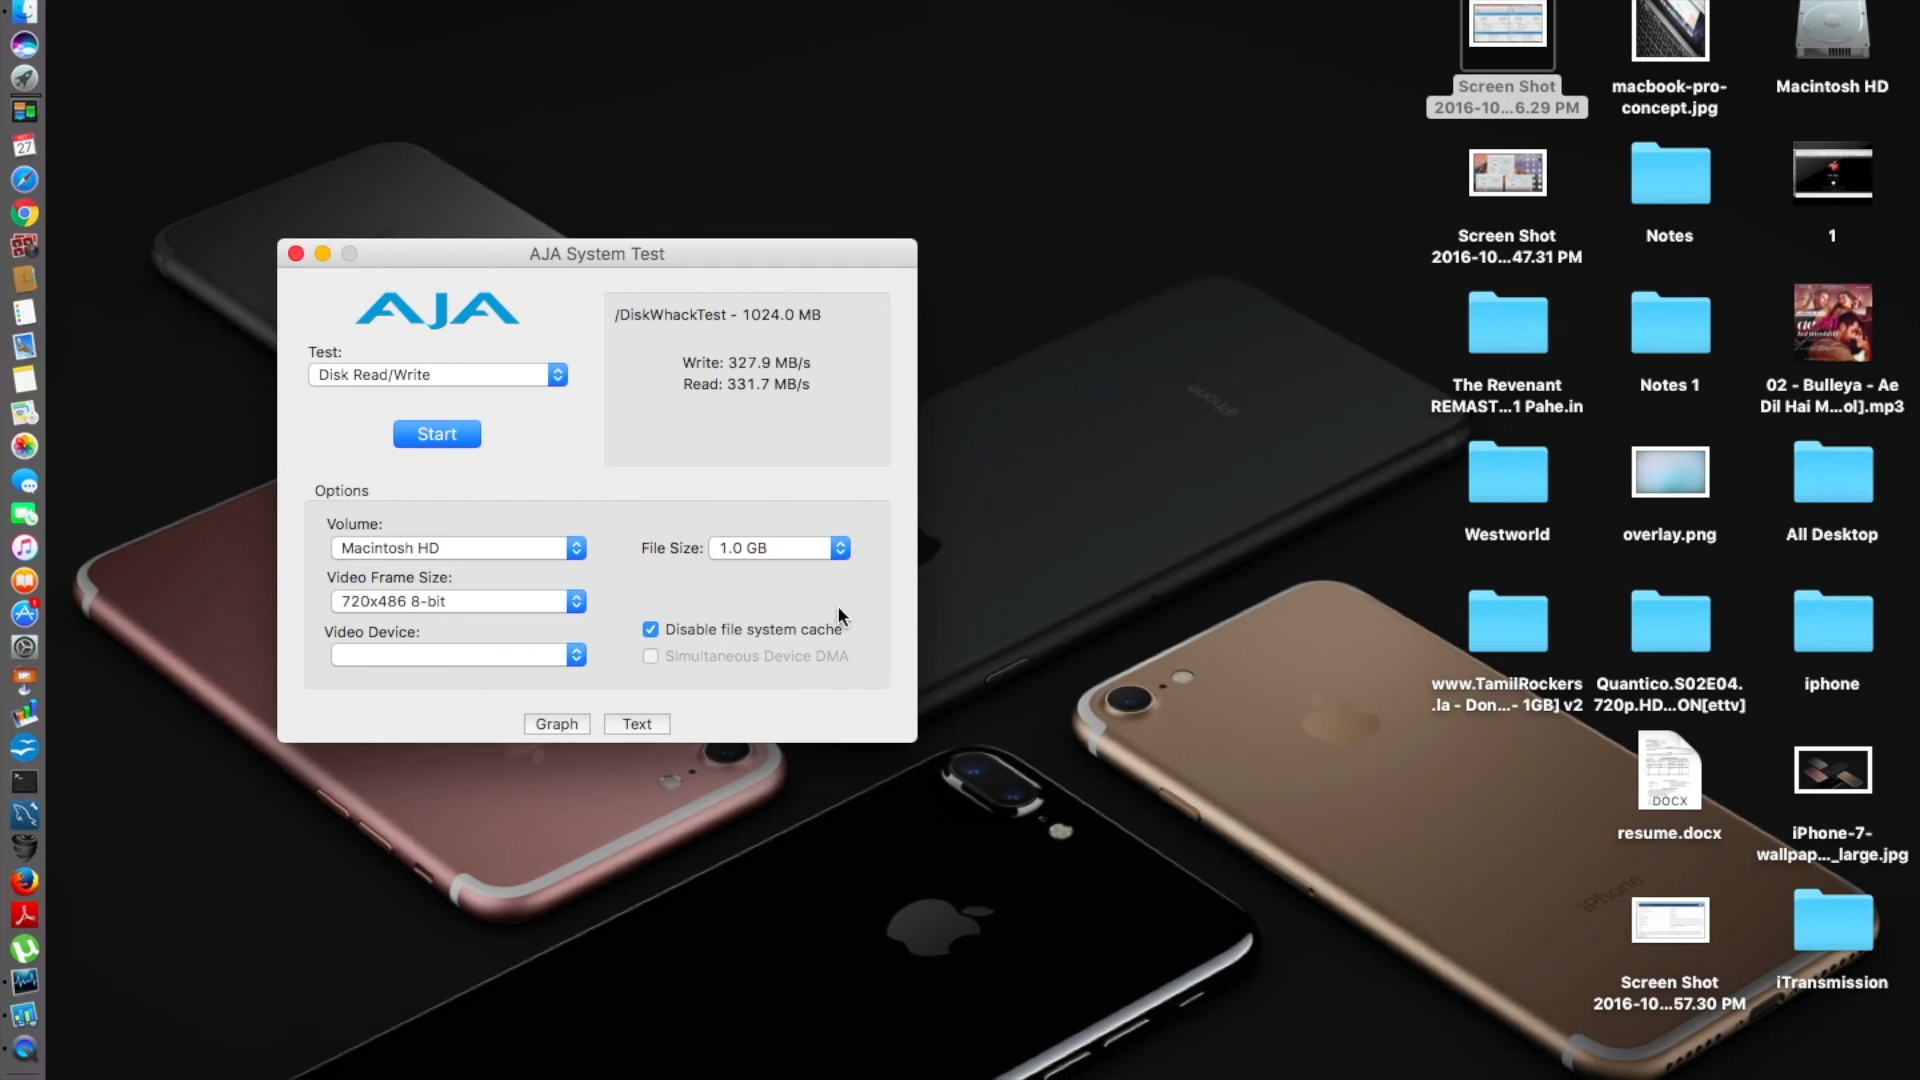 AJA System Test
AJA
/DiskWhackTest - 1024.0 MB
Write: 327.9 MB/s
Read: 331.7 MB/s
Test:
Disk Read/Write
Start
Options
Volume:
Macintosh HD
File Size: 1.0 GB
Video Frame Size:
720x486 8-bit
Video Device:
Disable file system cache
Simultaneous Device DMA
Graph
Text
Screen Shot
2016-10...6.29 PM
macbook-pro-
concept.jpg
Macintosh HD
Screen Shot
2016-10...47.31 PM
Notes
1
The Revenant
REMAST...1 Pahe.in
Notes 1
02 - Bulleya - Ae
Dil Hai M...ol].mp3
Westworld
overlay.png
All Desktop
www.TamilRockers
.la - Don...- 1GB] v2
Quantico.S02E04.
720p.HD...ON[ettv]
iphone
DOCX
resume.docx
iPhone-7-
wallpap..._large.jpg
Screen Shot
2016-10...57.30 PM
iTransmission
OCT
27
iPhone
iPhone